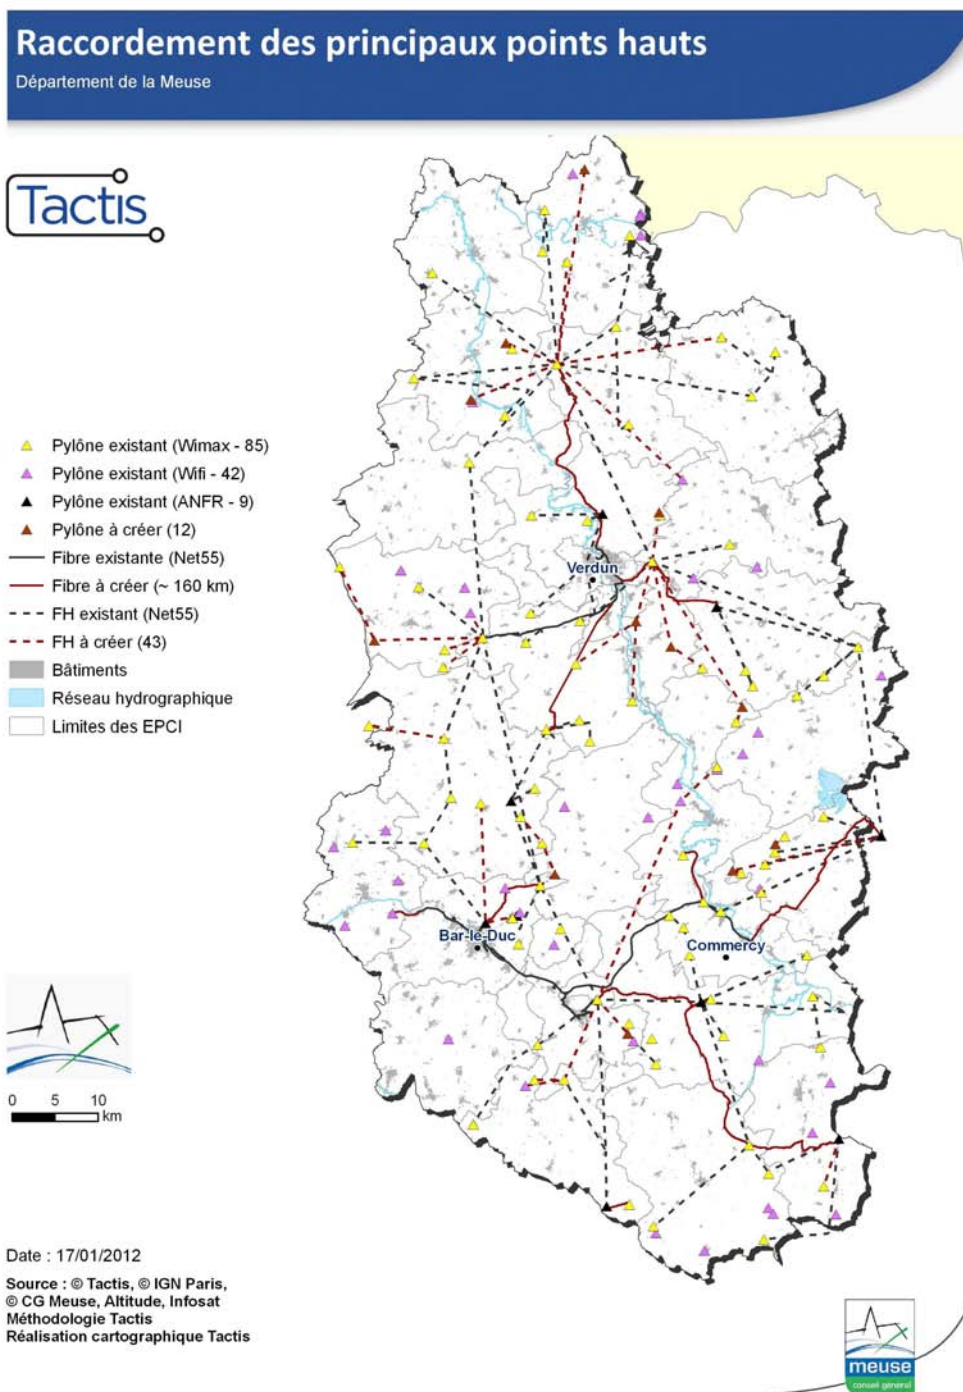 Raccordement des principaux points hauts
Département de la Meuse
Tactis
Pylône existant (Wimax - 85)
Pylône existant (Wifi - 42)
Pylône existant (ANFR - 9)
Pylône à créer (12)
Fibre existante (Net55)
Fibre à créer (~ 160 km)
FH existant (Net55)
FH à créer (43)
Bâtiments
Réseau hydrographique
Limites des EPCI
Verdun
Bar-le-Duc
Commercy
0 5 10
km
Date : 17/01/2012
Source : © Tactis, © IGN Paris,
© CG Meuse, Altitude, Infosat
Méthodologie Tactis
Réalisation cartographique Tactis
meuse
conseil général